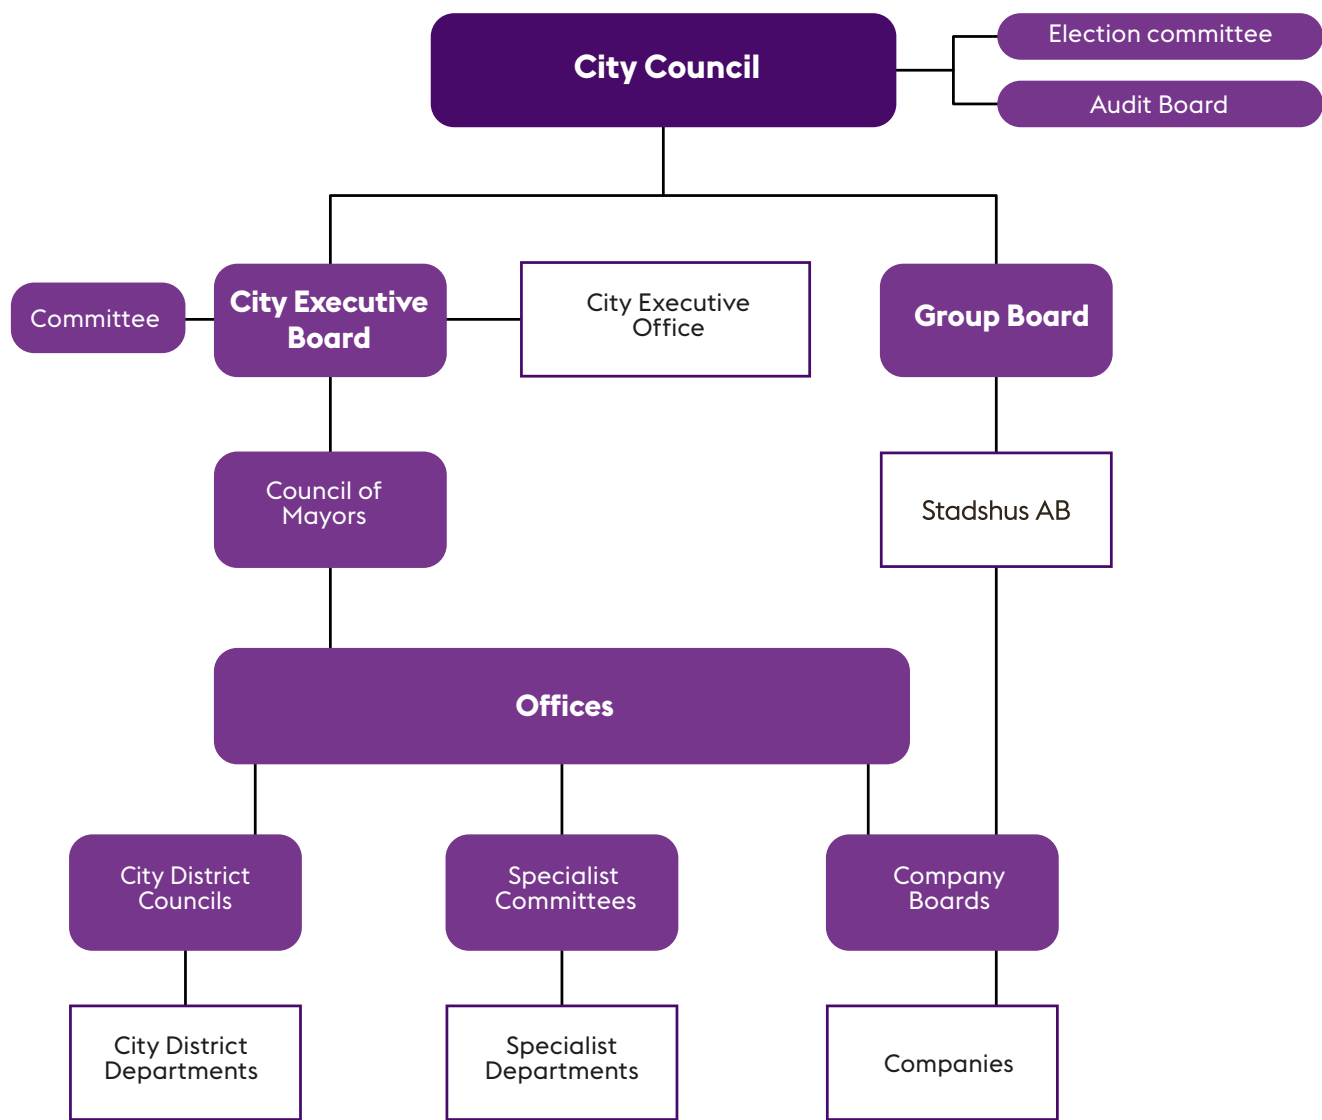 City Council
Election committee
Audit Board
Committee
City Executive
Board
City Executive
Office
Group Board
Council of
Mayors
Stadshus AB
Offices
City District
Councils
Specialist
Committees
Company
Boards
City District
Departments
Specialist
Departments
Companies